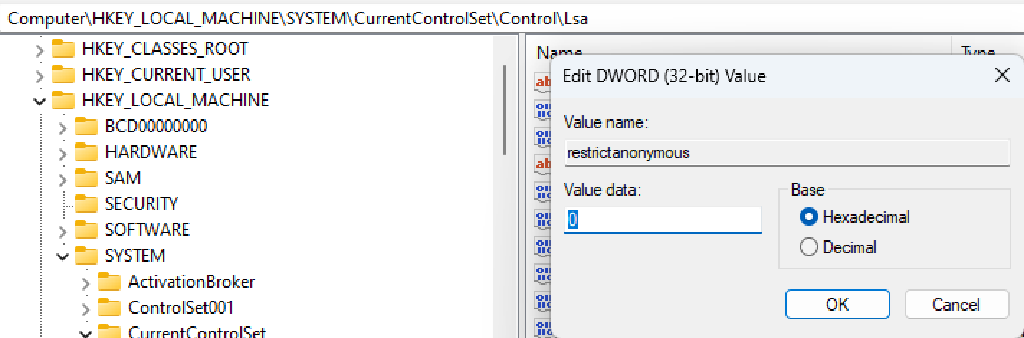 Computer\HKEY_LOCAL_MACHINE\SYSTEM\CurrentControlSet\Control\Lsa
HKEY_CLASSES_ROOT
HKEY_CURRENT_USER
HKEY_LOCAL_MACHINE
BCD00000000
HARDWARE
SAM
SECURITY
SOFTWARE
SYSTEM
ActivationBroker
ControlSet001
CurrentControlSet
Name
Type
Edit DWORD (32-bit) Value
Value name:
restrictanonymous
Value data:
0
Base
Hexadecimal
Decimal
OK
Cancel